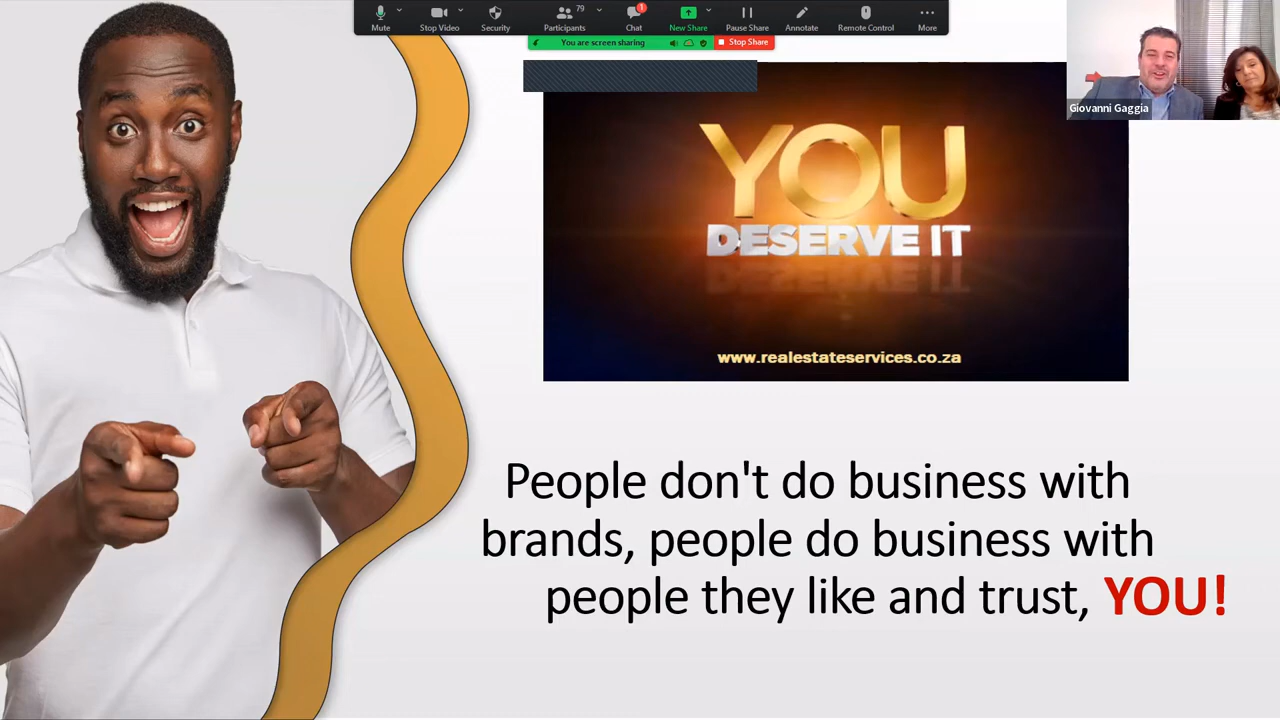 79
1
Mute
Stop Video
Security
Participants
Chat
New Share
Pause Share
Annotate
Remote Control
More
You are screen sharing
Stop Share
Giovanni Gaggia
YOU
DESERVE IT
www.realestateservices.co.za
People don't do business with
brands, people do business with
people they like and trust, YOU!